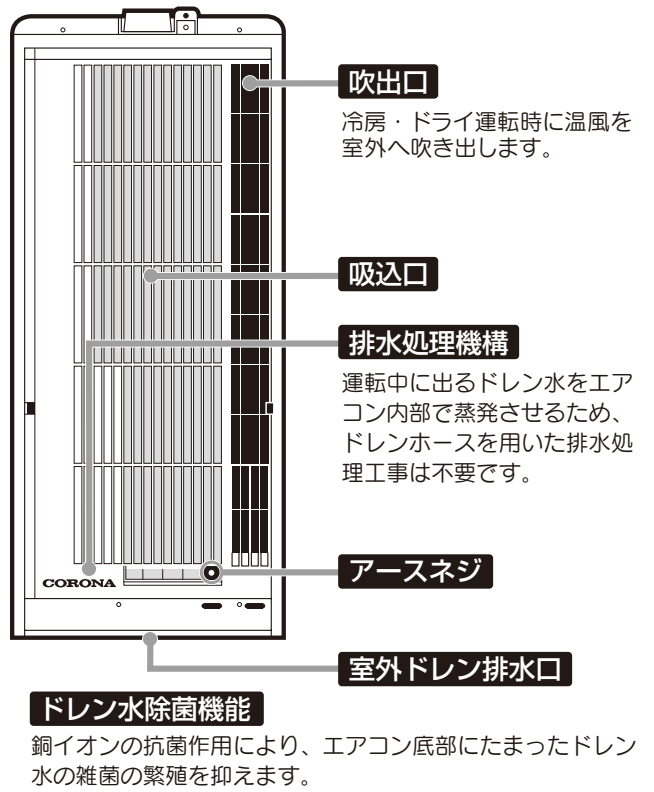 吹出口
冷房・ドライ運転時に温風を
室外へ吹き出します。
吸込口
排水処理機構
運転中に出るドレン水をエア
コン内部で蒸発させるため、
ドレンホースを用いた排水処
理工事は不要です。
アースネジ
CORONA
室外ドレン排水口
ドレン水除菌機能
銅イオンの抗菌作用により、エアコン底部にたまったドレン
水の雑菌の繁殖を抑えます。